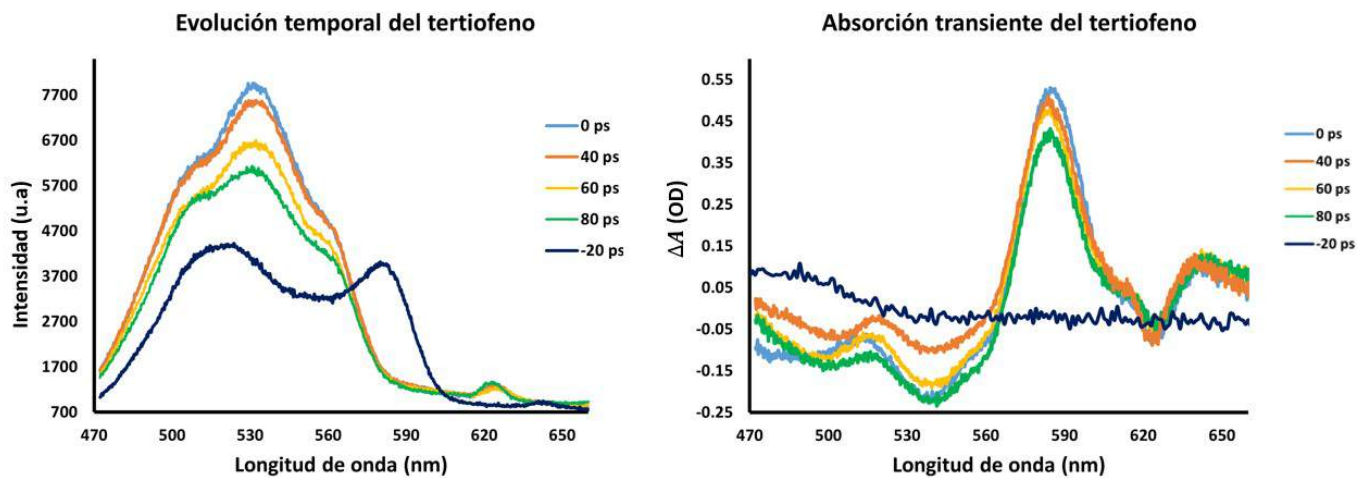 Evolución temporal del tertiofeno
Intensidad (u.a)
7700
6700
5700
4700
3700
2700
1700
700
470 500 530 560 590 620 650
Longitud de onda (nm)
0 ps
40 ps
60 ps
80 ps
-20 ps
Absorción transiente del tertiofeno
ΔA (OD)
0.55
0.45
0.35
0.25
0.15
0.05
-0.05
-0.15
-0.25
470 500 530 560 590 620 650
Longitud de onda (nm)
0 ps
40 ps
60 ps
80 ps
-20 ps